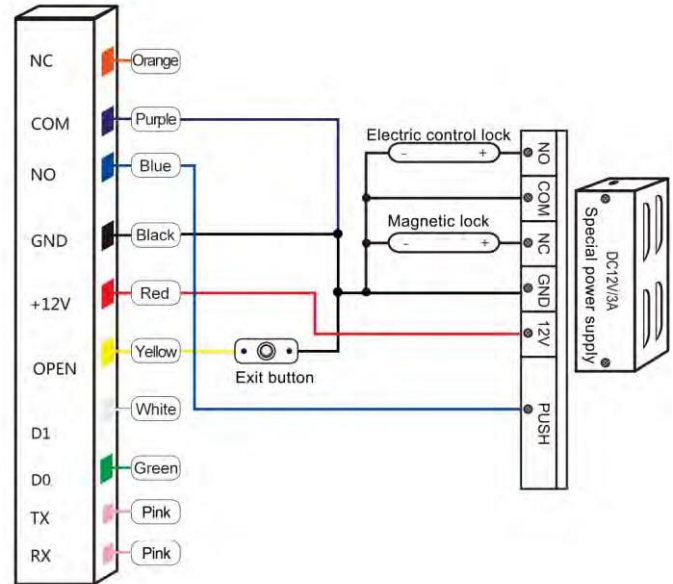 NC
Orange
COM
Purple
NO
Blue
GND
Black
+12V
Red
OPEN
Yellow
Exit button
D1
White
D0
Green
TX
Pink
RX
Pink
Electric control lock
-
+
Magnetic lock
-
+
NO
COM
NC
GND
12V
PUSH
DC12V/3A
Special power supply